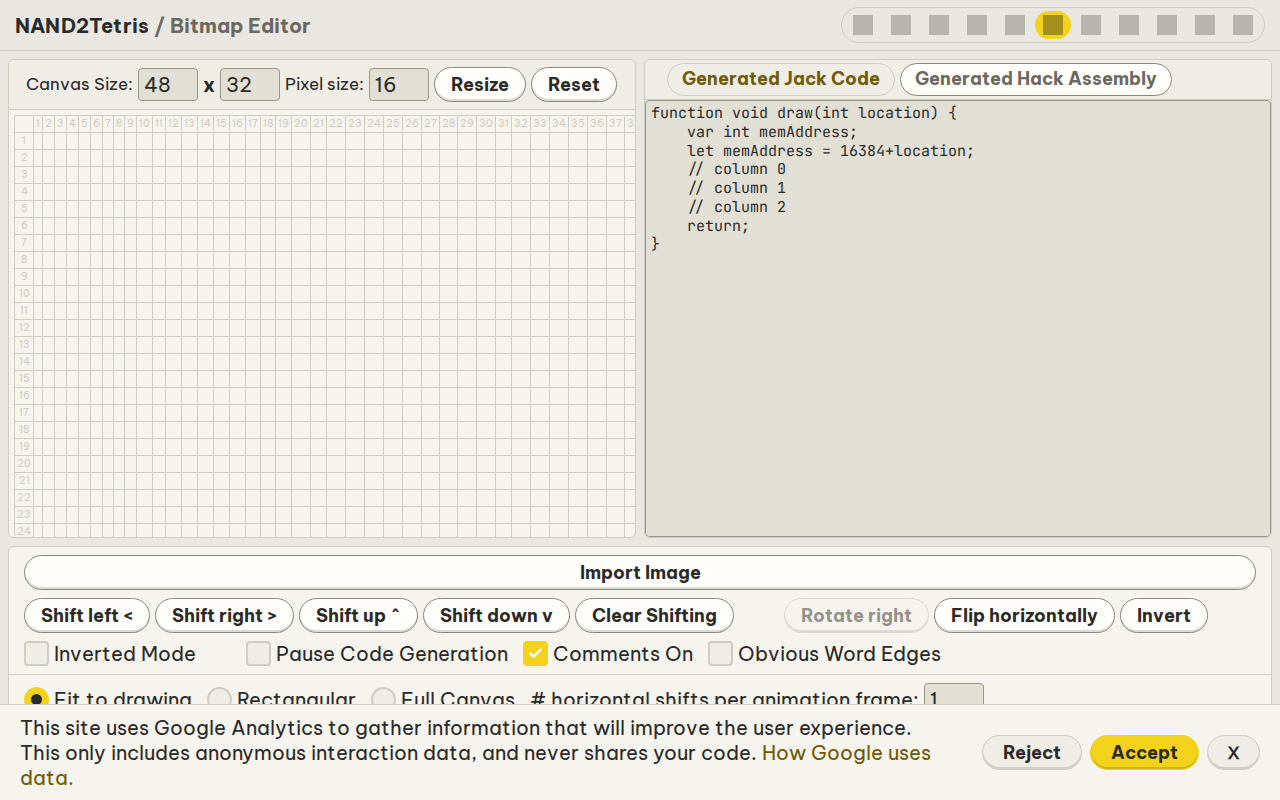 NAND2Tetris / Bitmap Editor
Canvas Size: 48 x 32 Pixel size: 16 Resize Reset
1 2 3 4 5 6 7 8 9 10 11 12 13 14 15 16 17 18 19 20 21 22 23 24 25 26 27 28 29 30 31 32 33 34 35 36 37
1
2
3
4
5
6
7
8
9
10
11
12
13
14
15
16
17
18
19
20
21
22
23
24
Generated Jack Code Generated Hack Assembly
function void draw(int location) {
var int memAddress;
let memAddress = 16384+location;
// column 0
// column 1
// column 2
return;
}
Import Image
Shift left < Shift right > Shift up ^ Shift down v Clear Shifting Rotate right Flip horizontally Invert
Inverted Mode Pause Code Generation Comments On Obvious Word Edges
Fit to drawing Rectangular Full Canvas # horizontal shifts per animation frame: 1
This site uses Google Analytics to gather information that will improve the user experience.
This only includes anonymous interaction data, and never shares your code. How Google uses
data.
Reject Accept X